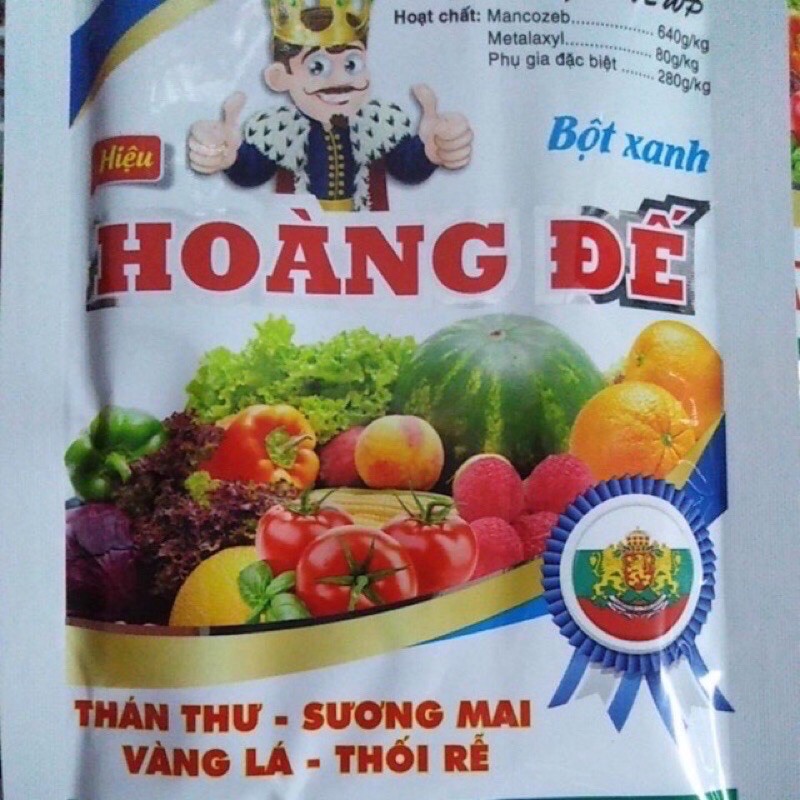 WP
Hoạt chất: Mancozeb.................. 640g/kg
Metalaxyl................... 80g/kg
Phụ gia đặc biệt ....... 280g/kg
Hiệu
Bột xanh
HOÀNG ĐẾ
THÁN THƯ - SƯƠNG MAI
VÀNG LÁ - THỐI RỄ